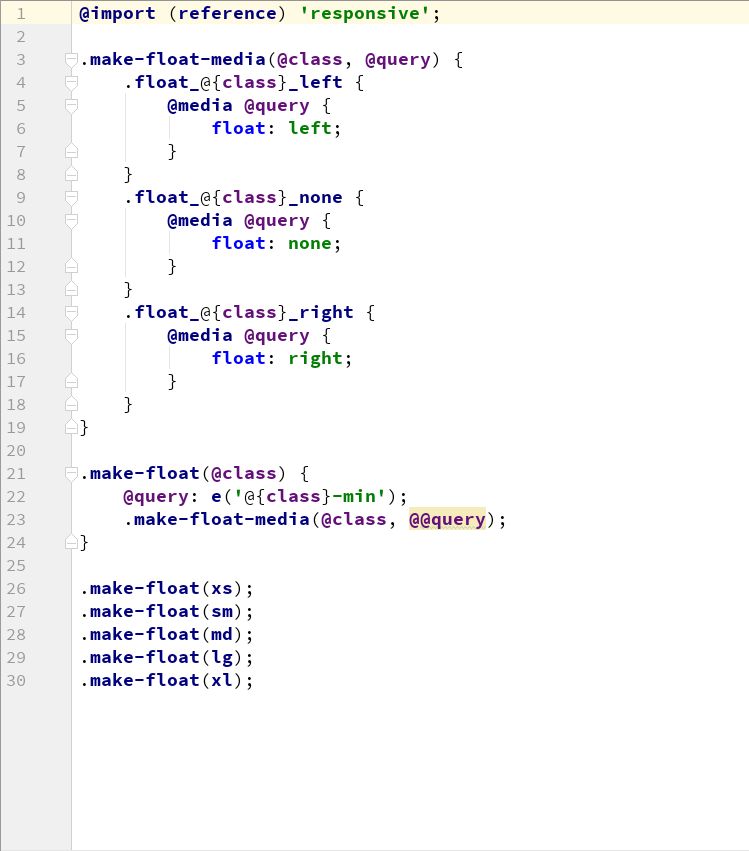 1 @import (reference) 'responsive';
2
3 .make-float-media(@class, @query) {
4     .float_@{class}_left {
5         @media @query {
6             float: left;
7         }
8     }
9     .float_@{class}_none {
10         @media @query {
11             float: none;
12         }
13     }
14     .float_@{class}_right {
15         @media @query {
16             float: right;
17         }
18     }
19 }
20
21 .make-float(@class) {
22     @query: e('@{class}-min');
23     .make-float-media(@class, @@query);
24 }
25
26 .make-float(xs);
27 .make-float(sm);
28 .make-float(md);
29 .make-float(lg);
30 .make-float(xl);